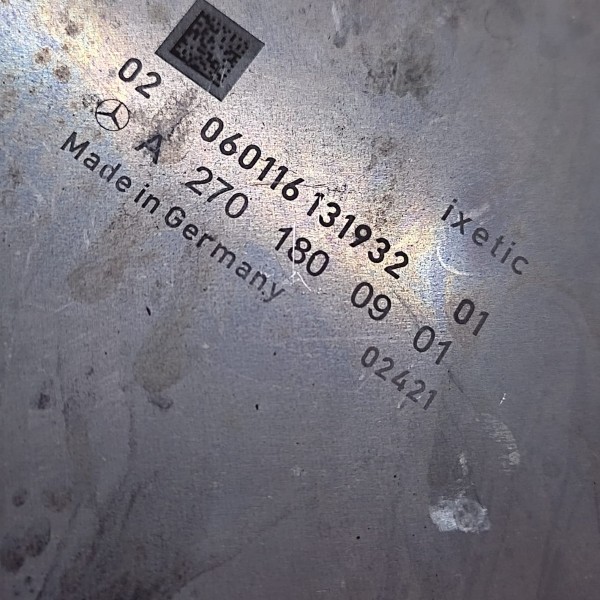 ixetic
02 060116 131932 01
A 270 180 09 01
Made in Germany 02421